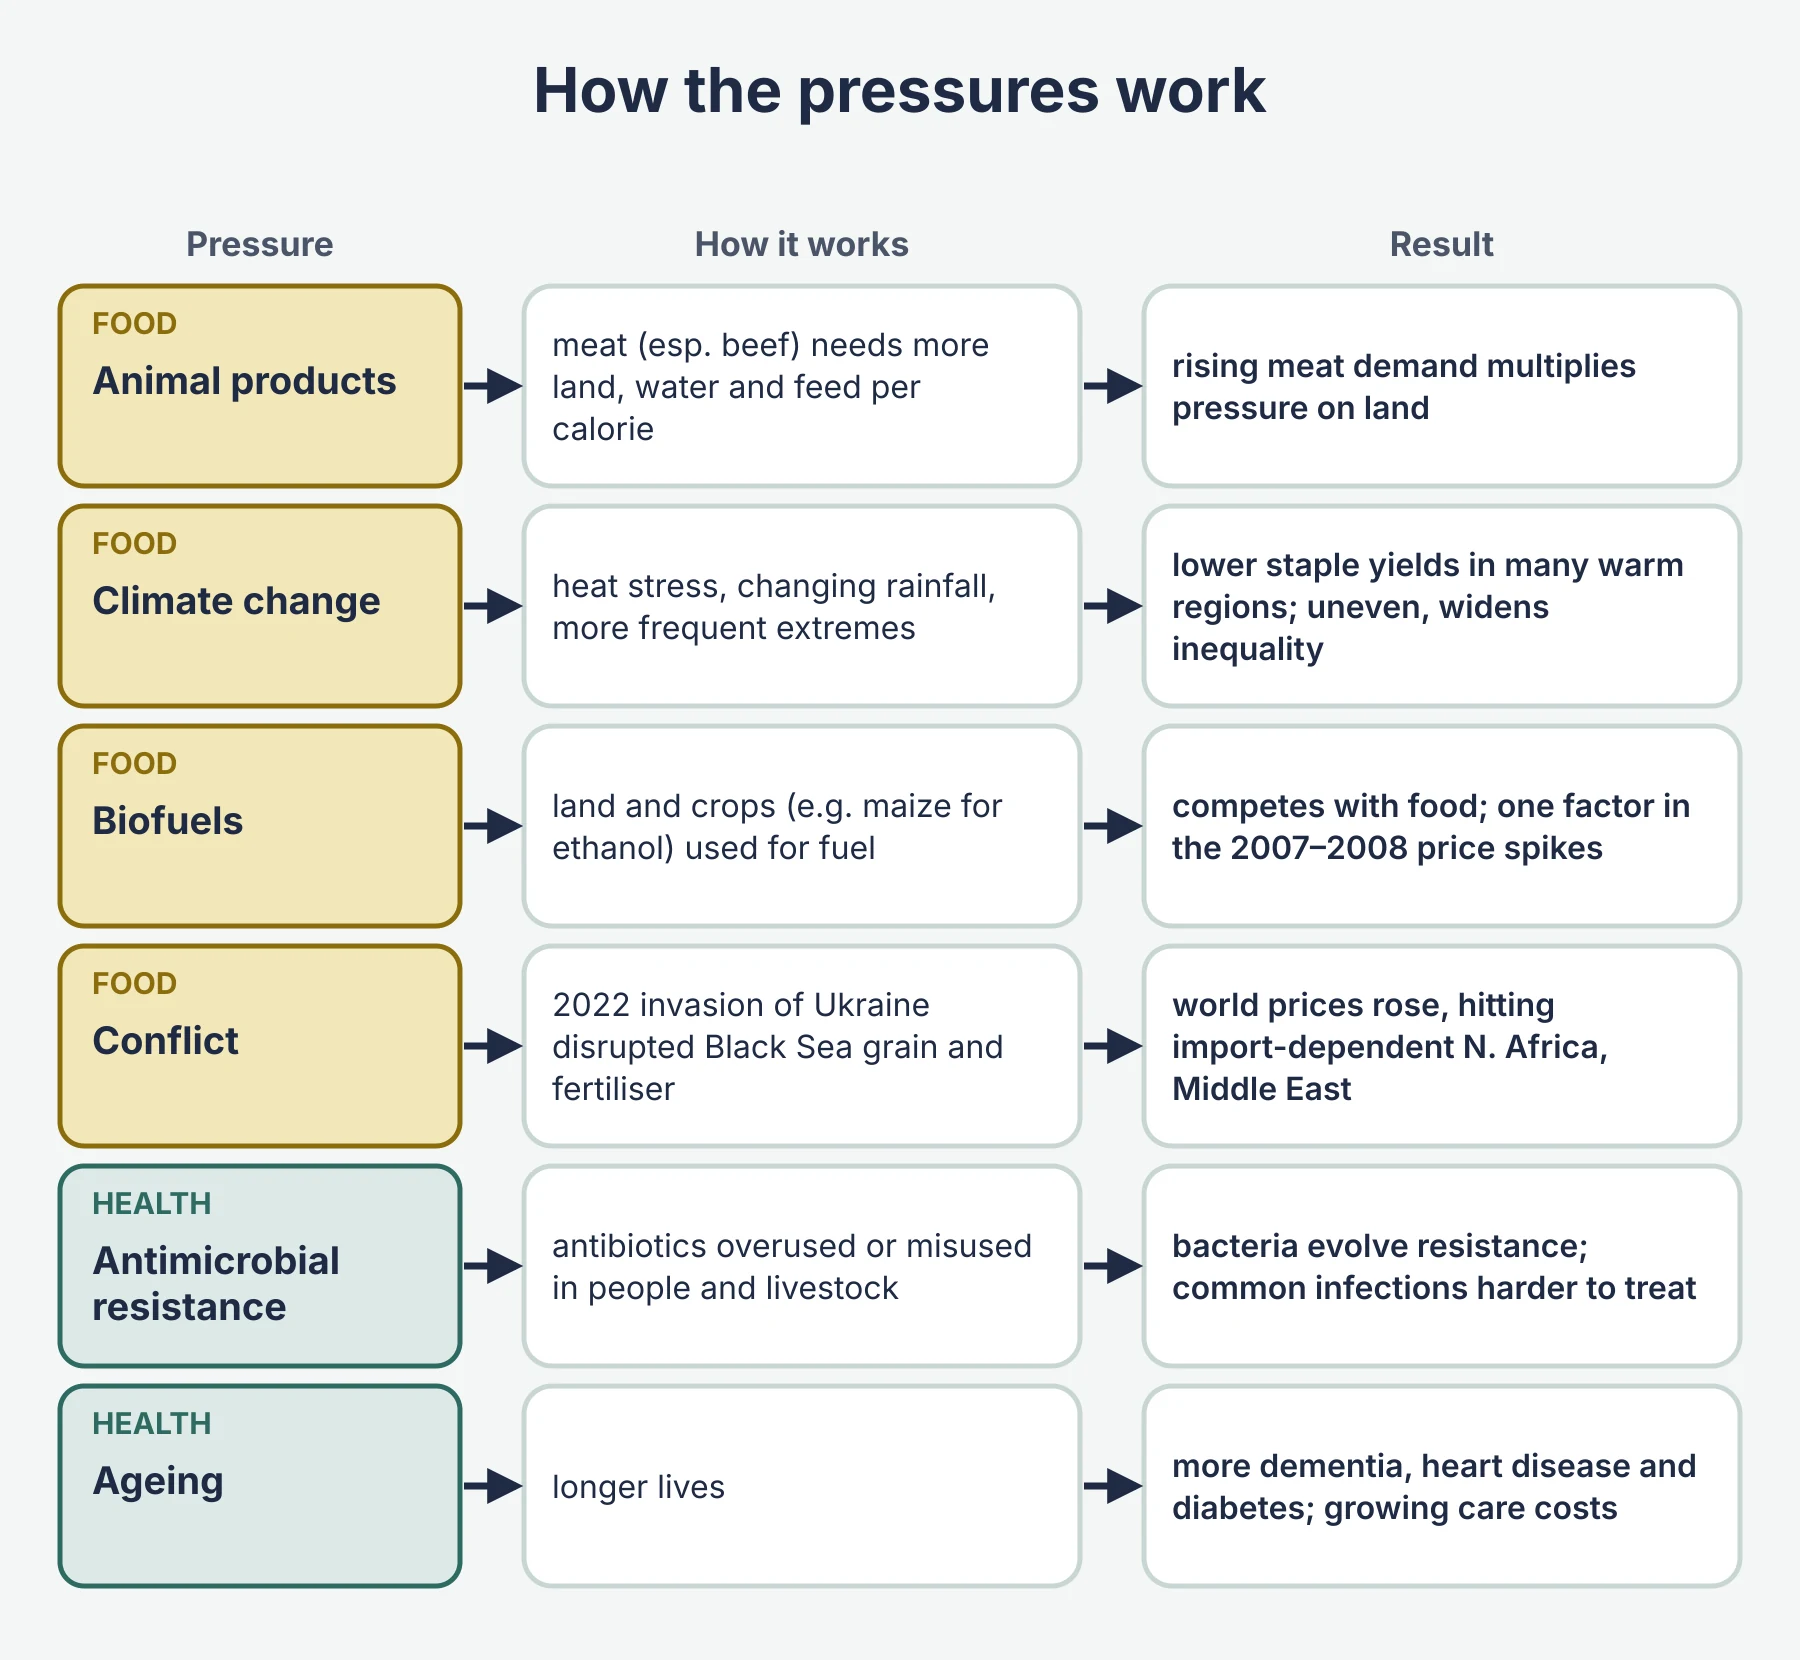 How the pressures work
Pressure
How it works
Result
FOOD
Animal products
meat (esp. beef) needs more
land, water and feed per
calorie
rising meat demand multiplies
pressure on land
FOOD
Climate change
heat stress, changing rainfall,
more frequent extremes
lower staple yields in many warm
regions; uneven, widens
inequality
FOOD
Biofuels
land and crops (e.g. maize for
ethanol) used for fuel
competes with food; one factor in
the 2007–2008 price spikes
FOOD
Conflict
2022 invasion of Ukraine
disrupted Black Sea grain and
fertiliser
world prices rose, hitting
import-dependent N. Africa,
Middle East
HEALTH
Antimicrobial
resistance
antibiotics overused or misused
in people and livestock
bacteria evolve resistance;
common infections harder to treat
HEALTH
Ageing
longer lives
more dementia, heart disease and
diabetes; growing care costs